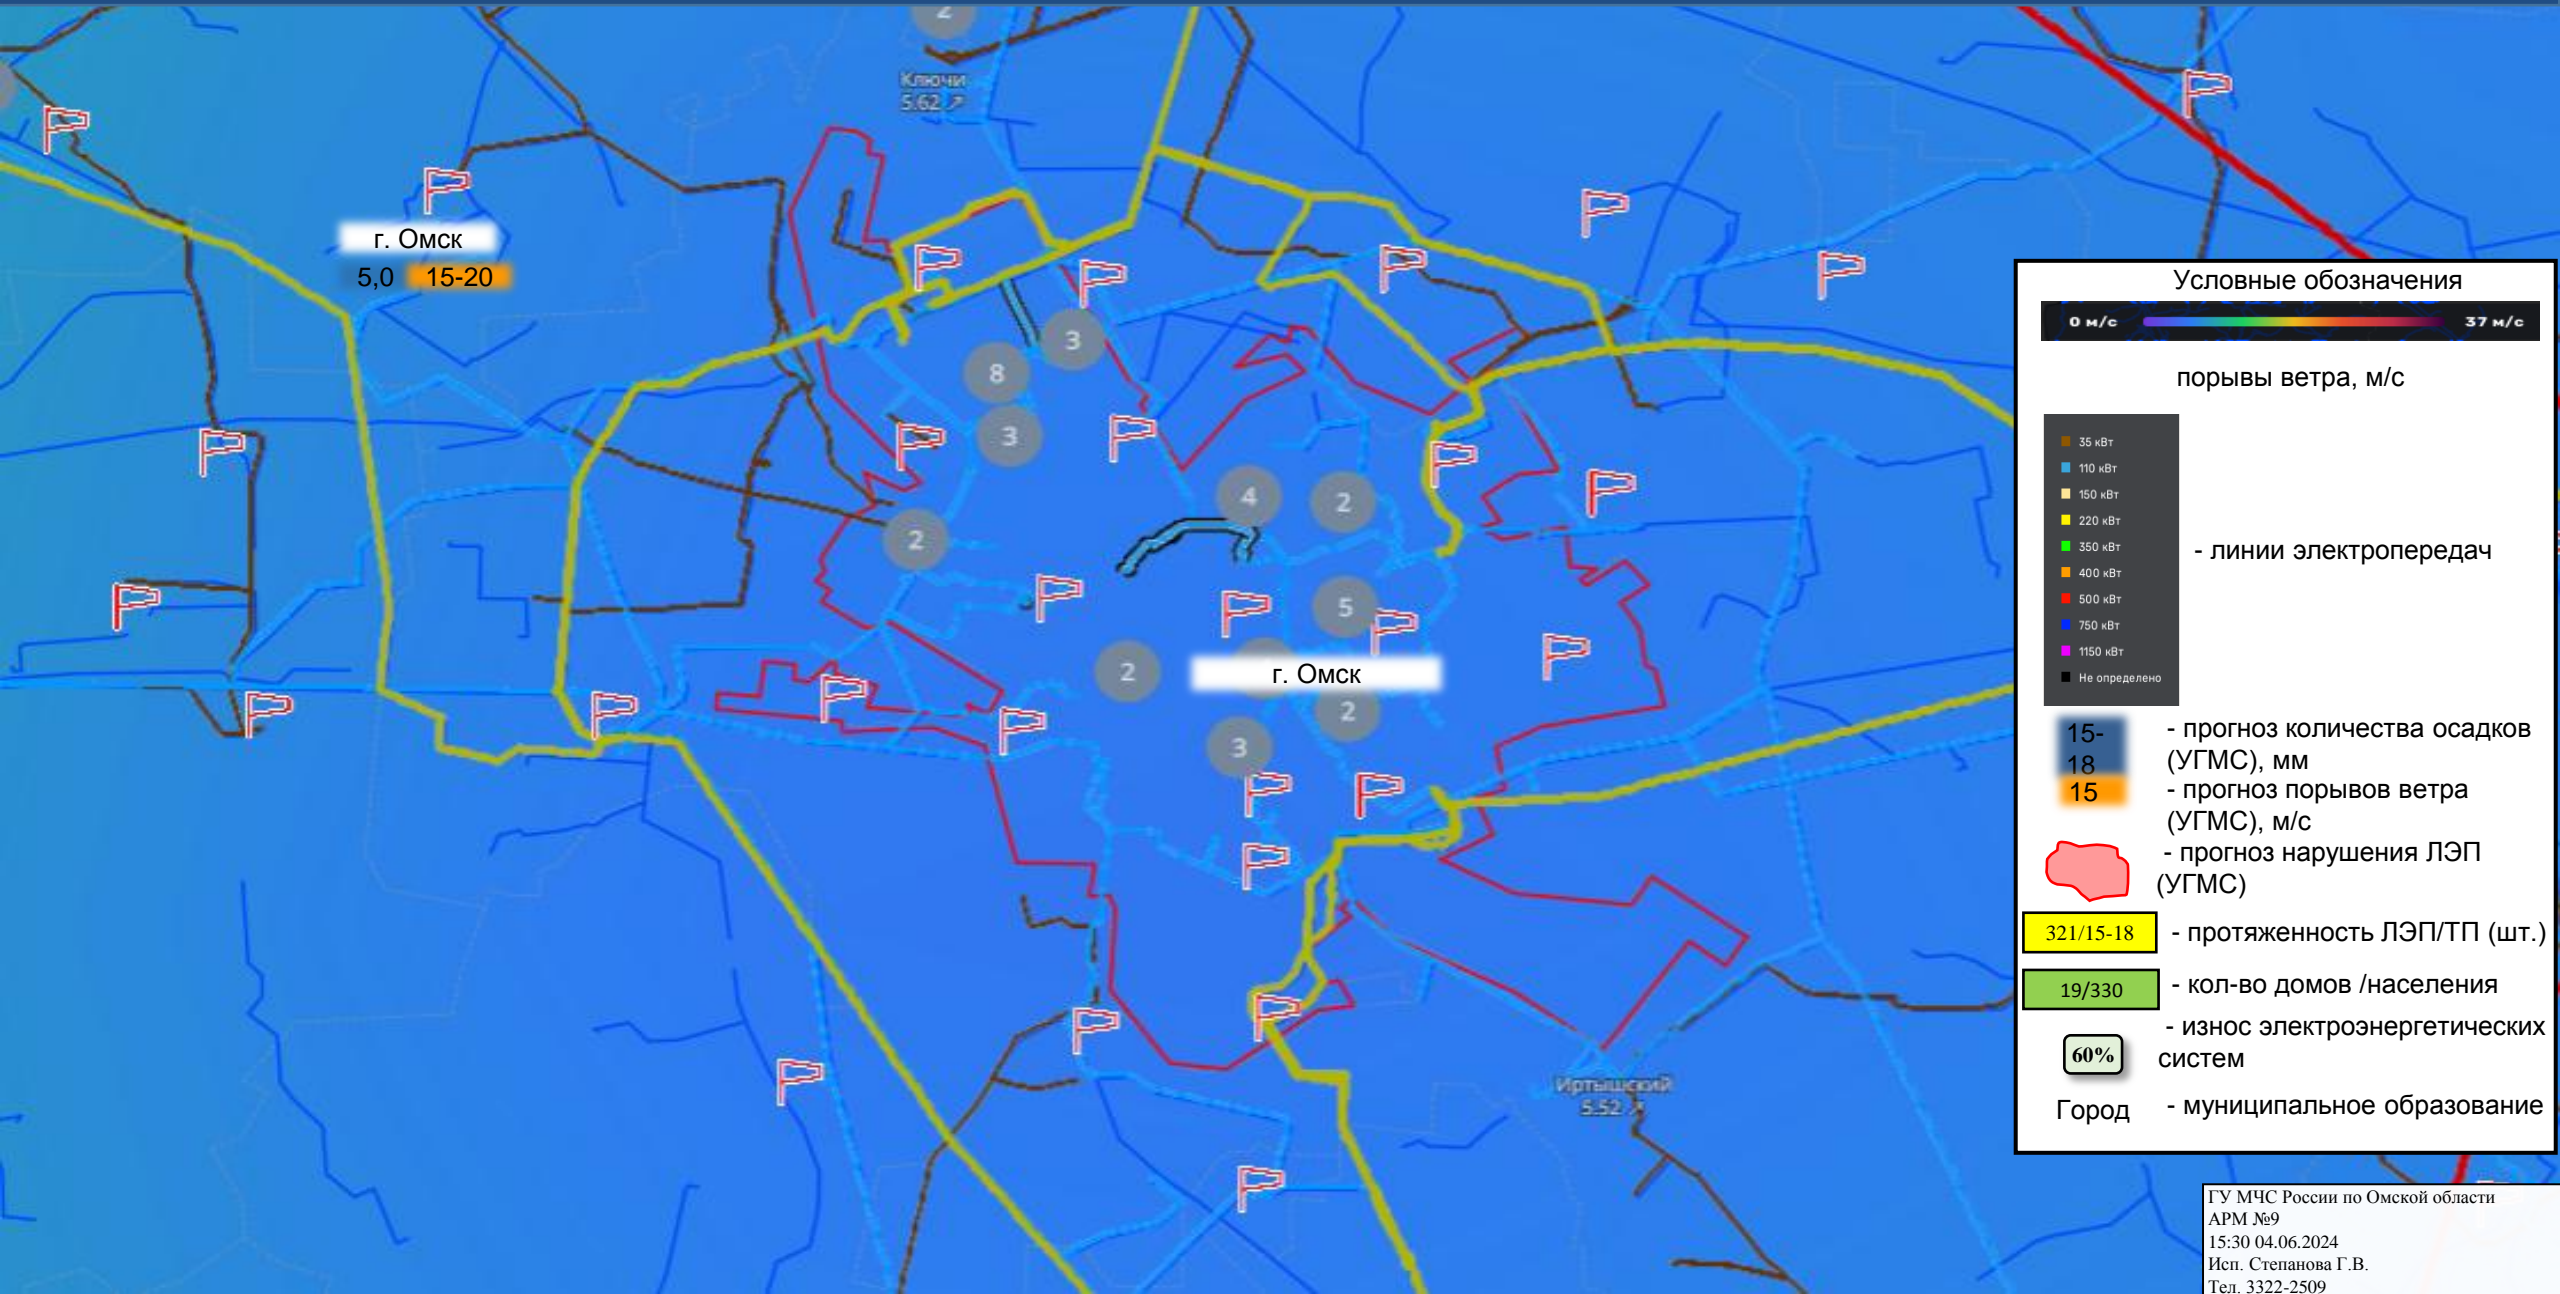 2
Ключи
5.62 ↗
г. Омск
5,0 15-20
3
8
3
4
2
2
5
2
г. Омск
2
3
Иртышский
5.52 ↗
Условные обозначения
0 м/с 37 м/с
порывы ветра, м/с
35 кВт
110 кВт
150 кВт
220 кВт
350 кВт
400 кВт
500 кВт
750 кВт
1150 кВт
Не определено
- линии электропередач
15-
18
- прогноз количества осадков
(УГМС), мм
15
- прогноз порывов ветра
(УГМС), м/с
- прогноз нарушения ЛЭП
(УГМС)
321/15-18 - протяженность ЛЭП/ТП (шт.)
19/330 - кол-во домов /населения
60%
- износ электроэнергетических
систем
Город - муниципальное образование
ГУ МЧС России по Омской области
АРМ №9
15:30 04.06.2024
Исп. Степанова Г.В.
Тел. 3322-2509